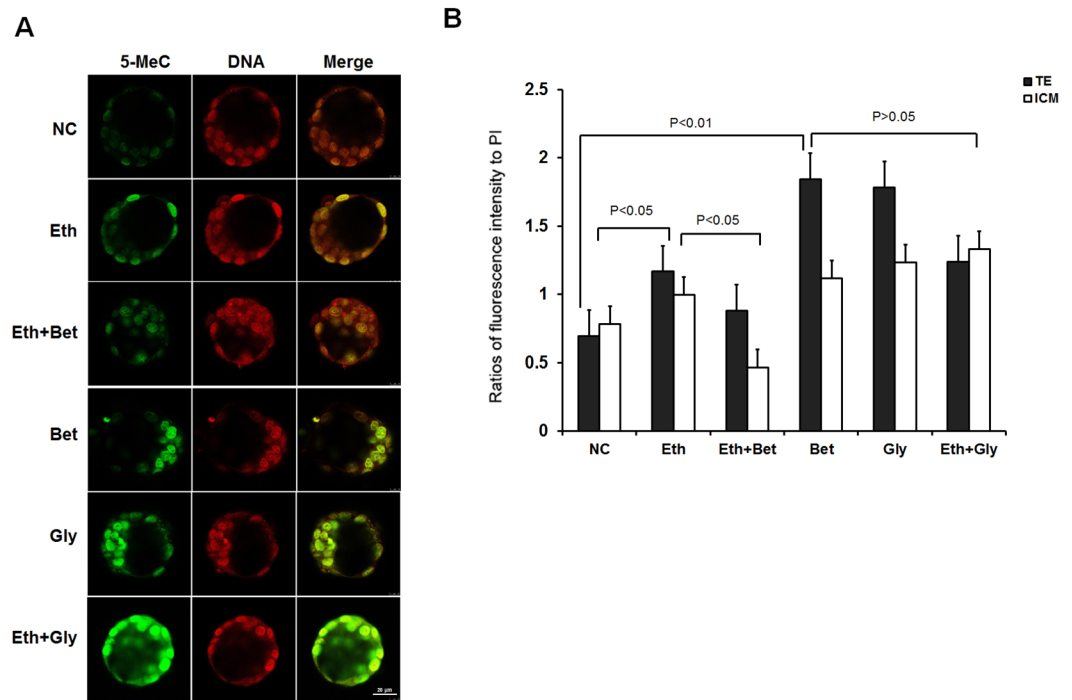 A
B
5-MeC DNA Merge
NC
Eth
Eth+Bet
Bet
Gly
Eth+Gly
20 μm
Ratios of fluorescence intensity to PI
2.5
2
1.5
1
0.5
0
TE
ICM
P<0.01
P>0.05
P<0.05
P<0.05
NC Eth Eth+Bet Bet Gly Eth+Gly